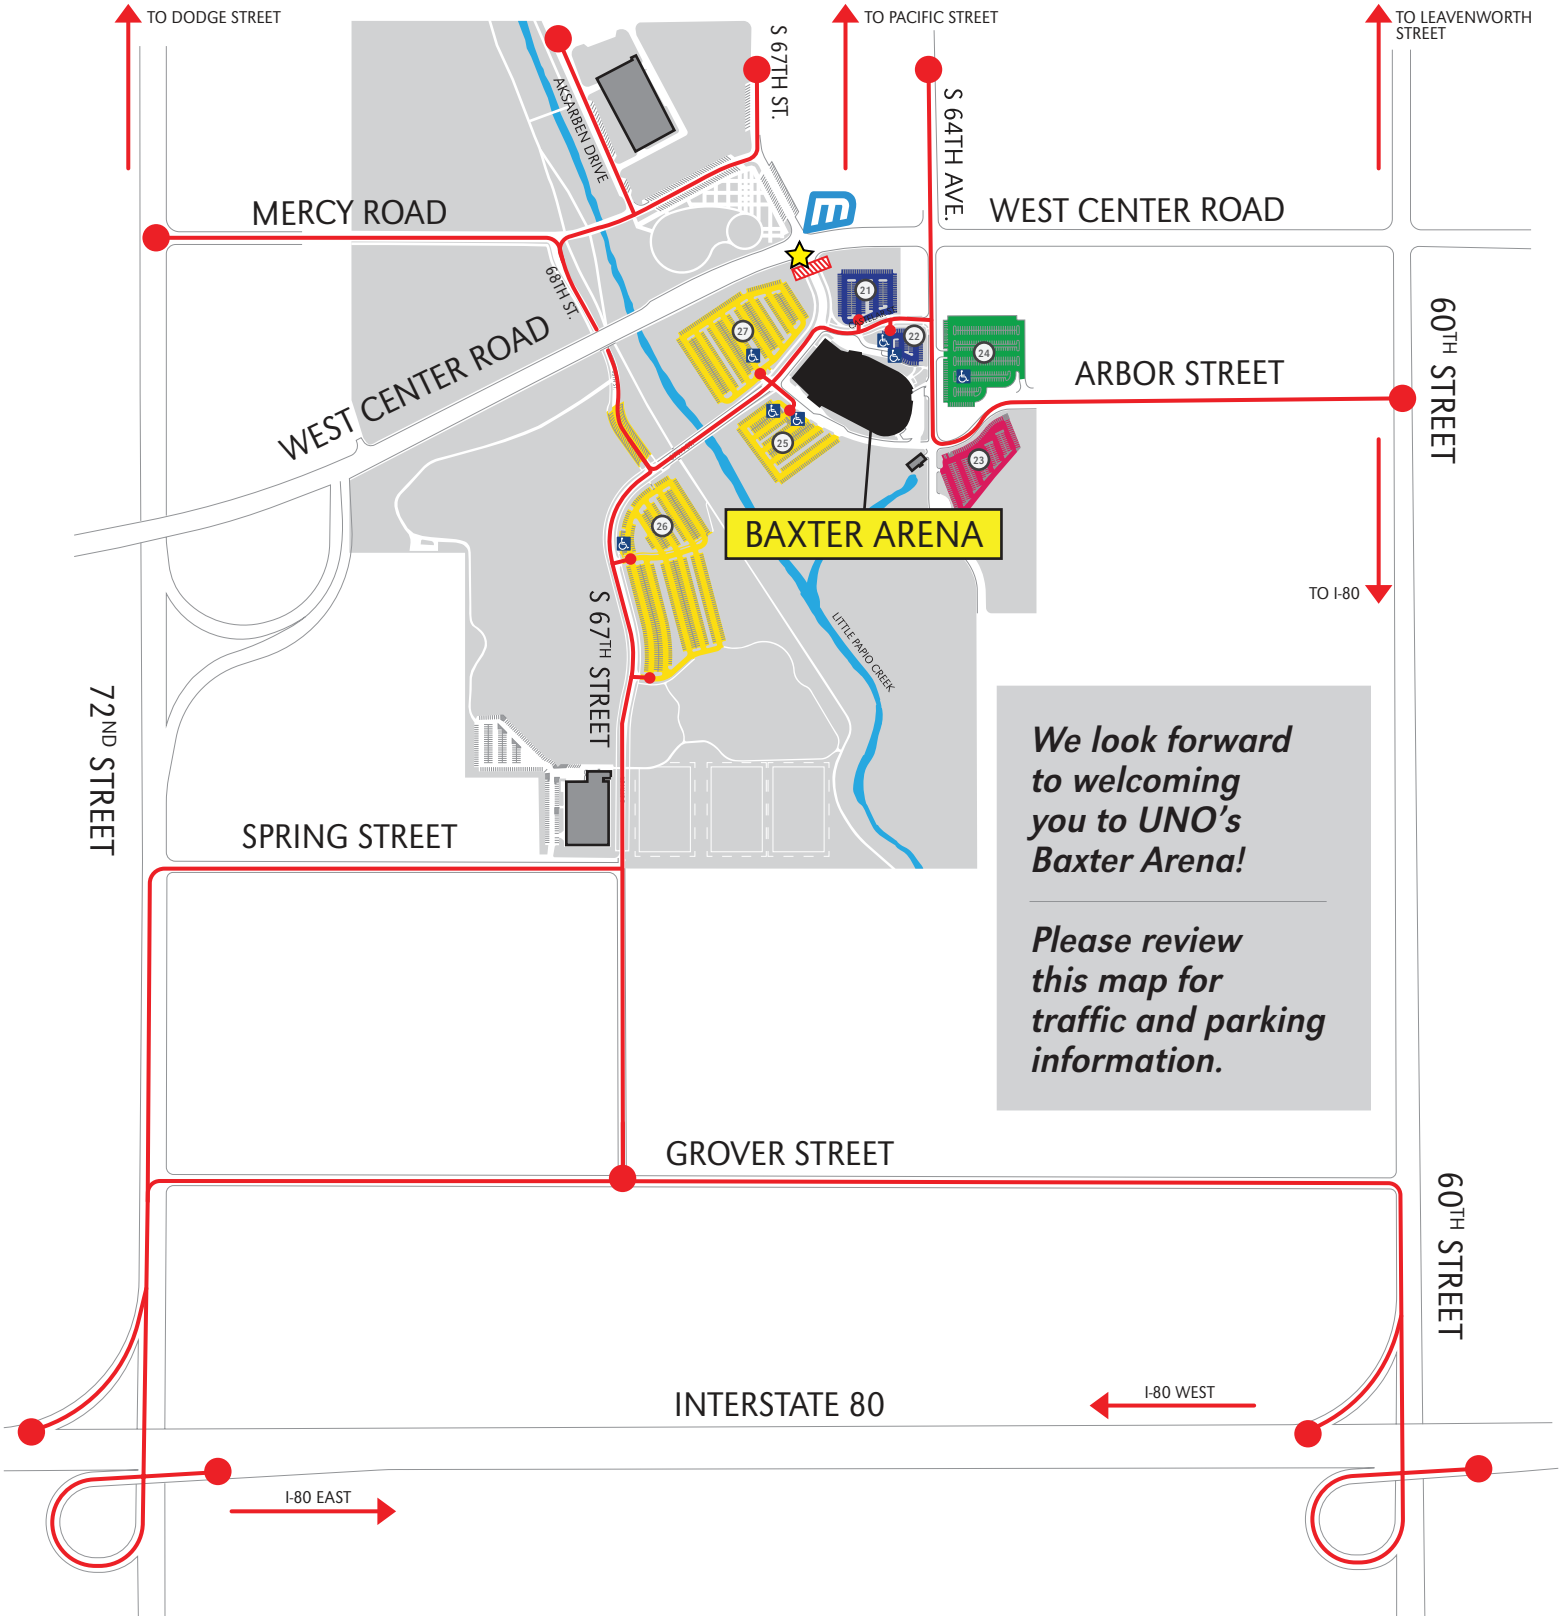 TO DODGE STREET
TO PACIFIC STREET
TO LEAVENWORTH
STREET
S 67TH ST.
AKSARBEN DRIVE
S 64TH AVE.
MERCY ROAD
WEST CENTER ROAD
m
68TH ST.
21
22
27
24
WEST CENTER ROAD
60TH STREET
ARBOR STREET
25
23
26
BAXTER ARENA
TO I-80
S 67TH STREET
LITTLE PAPIO CREEK
72ND STREET
We look forward
to welcoming
you to UNO's
Baxter Arena!
Please review
this map for
traffic and parking
information.
SPRING STREET
GROVER STREET
60TH STREET
INTERSTATE 80
I-80 WEST
I-80 EAST